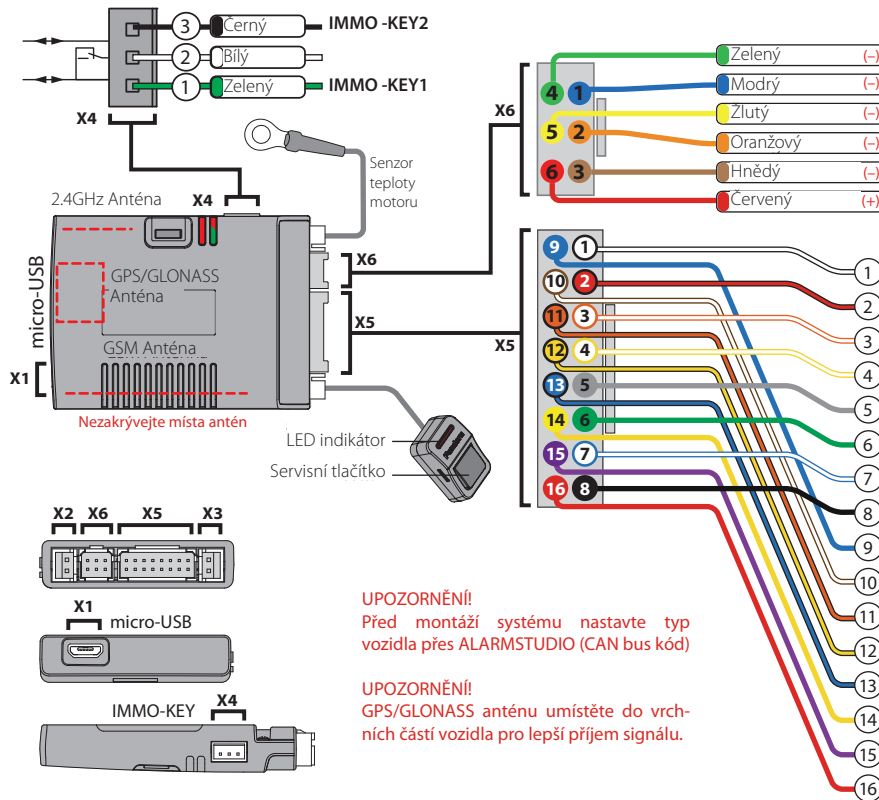 3 Černý IMMO -KEY2
2 Bílý
1 Zelený IMMO -KEY1
X4
Zelený (–)
Modrý (–)
Žlutý (–)
Oranžový (–)
Hnědý (–)
Červený (+)
X6
4 1
5 2
6 3
Senzor
teploty
motoru
2.4GHz Anténa X4
micro-USB
GPS/GLONASS
Anténa
GSM Anténa
X1
X6
X5
Nezakrývejte místa antén
LED indikátor
Servisní tlačítko
Pandora
X5
9 1
10 2
11 3
12 4
13 5
14 6
15 7
16 8
1
2
3
4
5
6
7
8
9
10
11
12
13
14
15
16
X2 X6 X5 X3
X1
micro-USB
IMMO-KEY X4
UPOZORNĚNÍ!
Před montáží systému nastavte typ
vozidla přes ALARMSTUDIO (CAN bus kód)
UPOZORNĚNÍ!
GPS/GLONASS anténu umístěte do vrch-
ních částí vozidla pro lepší příjem signálu.